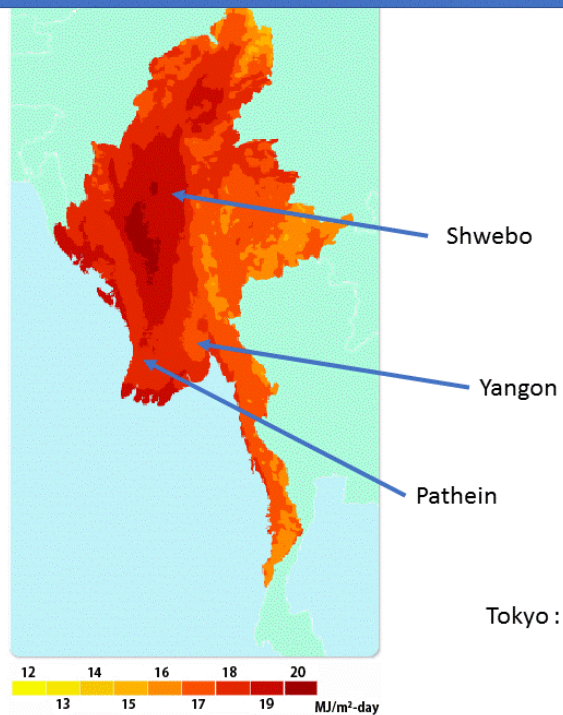 Shwebo
Yangon
Pathein
Tokyo :
12 14 16 18 20
13 15 17 19 MJ/m²-day